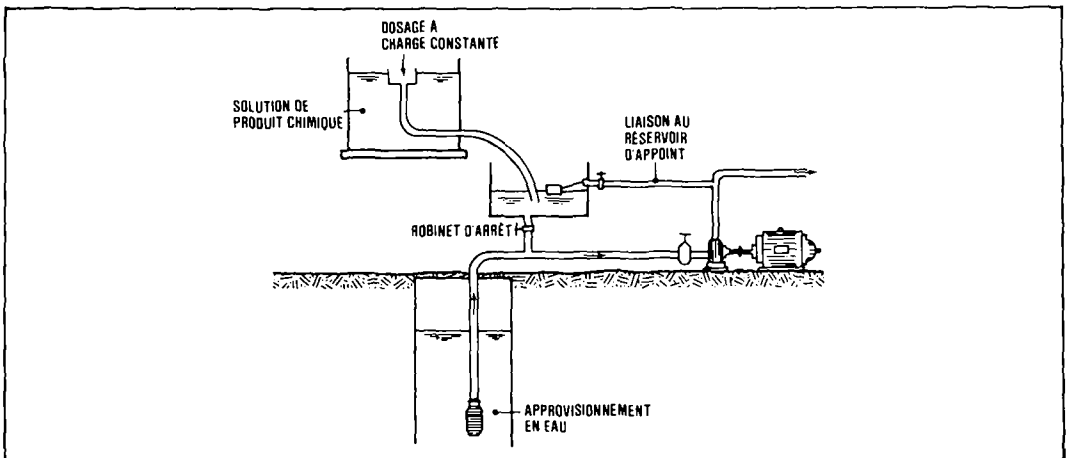 DOSAGE A
CHARGE CONSTANTE
SOLUTION DE
PRODUIT CHIMIQUE
LIAISON AU
RÉSERVOIR
D'APPOINT
ROBINET D'ARRÊT
APPROVISIONNEMENT
EN EAU